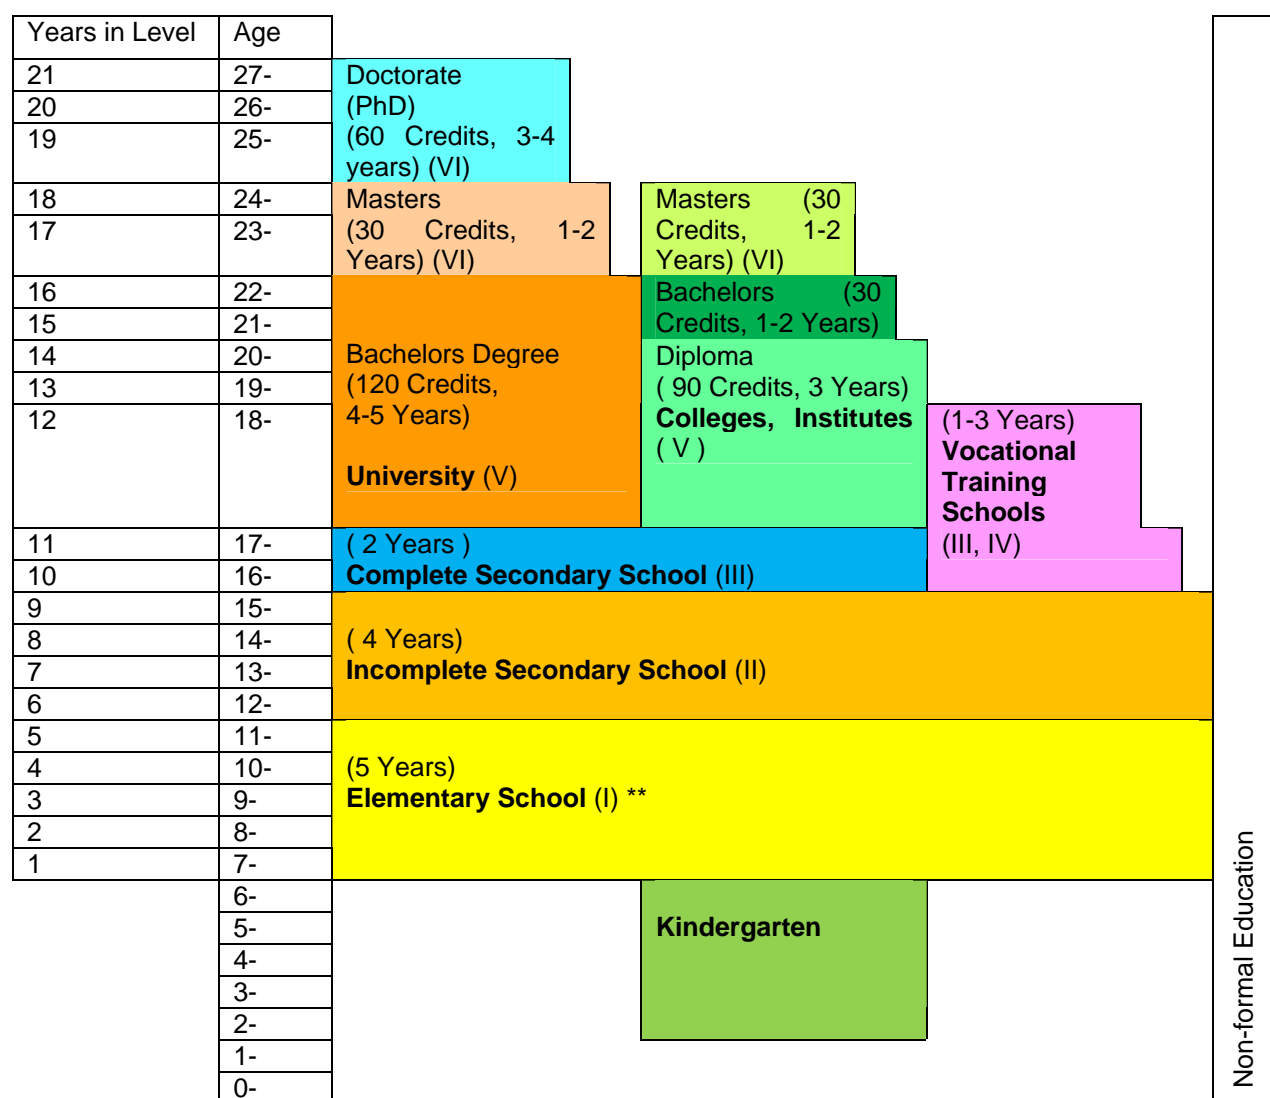 Years in Level Age
21 27-
20 26-
19 25-
18 24-
17 23-
16 22-
15 21-
14 20-
13 19-
12 18-
11 17-
10 16-
9 15-
8 14-
7 13-
6 12-
5 11-
4 10-
3 9-
2 8-
1 7-
6-
5-
4-
3-
2-
1-
0-
Doctorate
(PhD)
(60 Credits, 3-4
years) (VI)
Masters
(30 Credits, 1-2
Years) (VI)
Masters (30
Credits, 1-2
Years) (VI)
Bachelors Degree
(120 Credits,
4-5 Years)
University (V)
Bachelors (30
Credits, 1-2 Years)
Diploma
( 90 Credits, 3 Years)
Colleges, Institutes
( V )
(1-3 Years)
Vocational
Training
Schools
(III, IV)
( 2 Years )
Complete Secondary School (III)
( 4 Years)
Incomplete Secondary School (II)
(5 Years)
Elementary School (I) **
Kindergarten
Non-formal Education